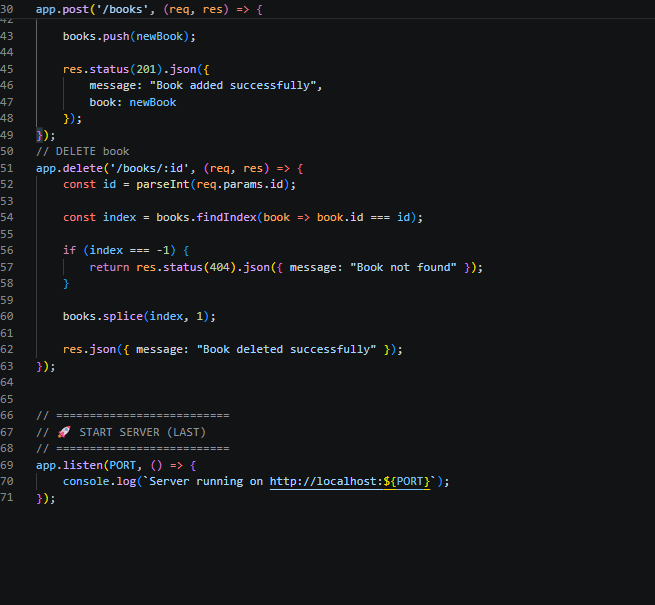 30 app.post('/books', (req, res) => {
42
43     books.push(newBook);
44
45     res.status(201).json({
46         message: "Book added successfully",
47         book: newBook
48     });
49 });
50 // DELETE book
51 app.delete('/books/:id', (req, res) => {
52     const id = parseInt(req.params.id);
53
54     const index = books.findIndex(book => book.id === id);
55
56     if (index === -1) {
57         return res.status(404).json({ message: "Book not found" });
58     }
59
60     books.splice(index, 1);
61
62     res.json({ message: "Book deleted successfully" });
63 });
64
65
66 // ==========================
67 // 🚀 START SERVER (LAST)
68 // ==========================
69 app.listen(PORT, () => {
70     console.log(`Server running on http://localhost:${PORT}`);
71 });